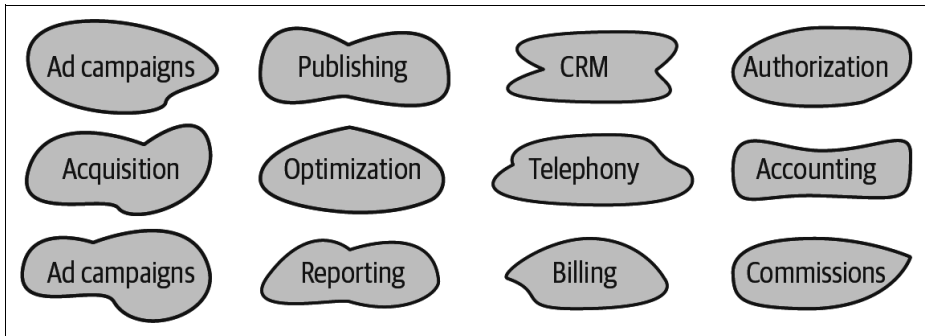 Ad campaigns
Publishing
CRM
Authorization
Acquisition
Optimization
Telephony
Accounting
Ad campaigns
Reporting
Billing
Commissions